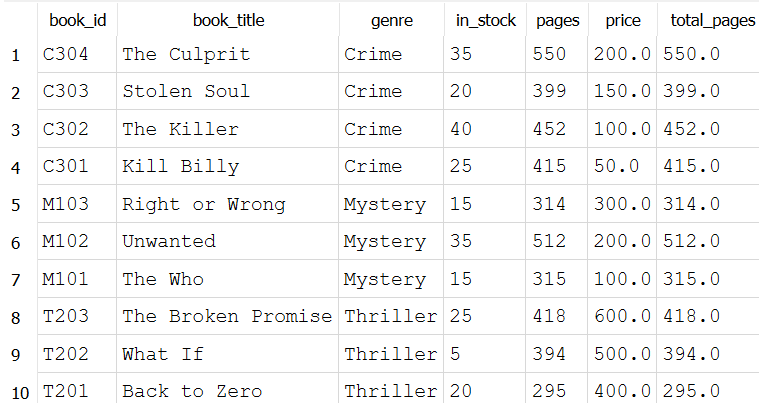 book_id book_title genre in_stock pages price total_pages
1 C304 The Culprit Crime 35 550 200.0 550.0
2 C303 Stolen Soul Crime 20 399 150.0 399.0
3 C302 The Killer Crime 40 452 100.0 452.0
4 C301 Kill Billy Crime 25 415 50.0 415.0
5 M103 Right or Wrong Mystery 15 314 300.0 314.0
6 M102 Unwanted Mystery 35 512 200.0 512.0
7 M101 The Who Mystery 15 315 100.0 315.0
8 T203 The Broken Promise Thriller 25 418 600.0 418.0
9 T202 What If Thriller 5 394 500.0 394.0
10 T201 Back to Zero Thriller 20 295 400.0 295.0